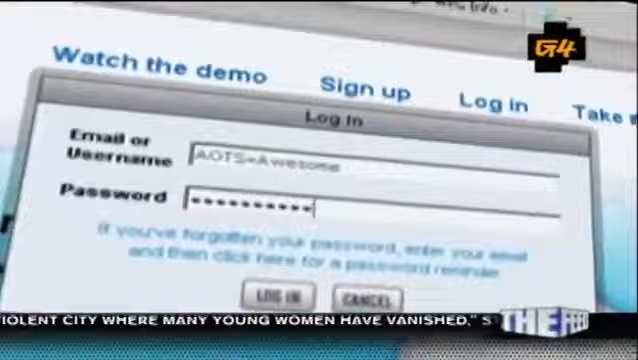 G4
Watch the demo Sign up Log in Take
Log In
Email or
Username AOTS=Awesome
Password ••••••••••
If you've forgotten your password, enter your email
and then click here for a password reminder
LOG IN CANCEL
VIOLENT CITY WHERE MANY YOUNG WOMEN HAVE VANISHED," S THE FEED